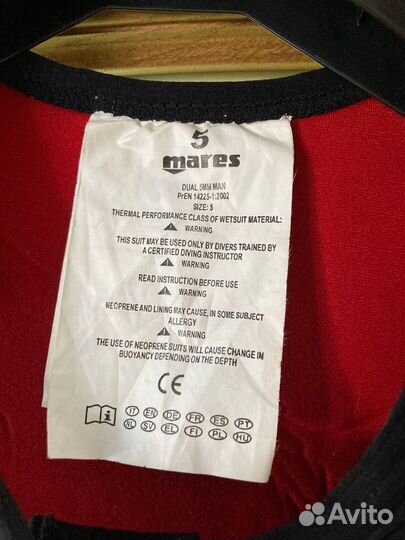 5
mares
DUAL 5MM MAN
PrEN 14225-1:2002
SIZE: 5
THERMAL PERFORMANCE CLASS OF WETSUIT MATERIAL:
WARNING
THIS SUIT MAY BE USED ONLY BY DIVERS TRAINED BY
A CERTIFIED DIVING INSTRUCTOR
WARNING
READ INSTRUCTION BEFORE USE
WARNING
NEOPRENE AND LINING MAY CAUSE, IN SOME SUBJECT
ALLERGY
WARNING
THE USE OF NEOPRENE SUITS WILL CAUSE CHANGE IN
BUOYANCY DEPENDING ON THE DEPTH
CE
i IT EN DE FR ES PT
NL SV EL FI PL HU
Avito